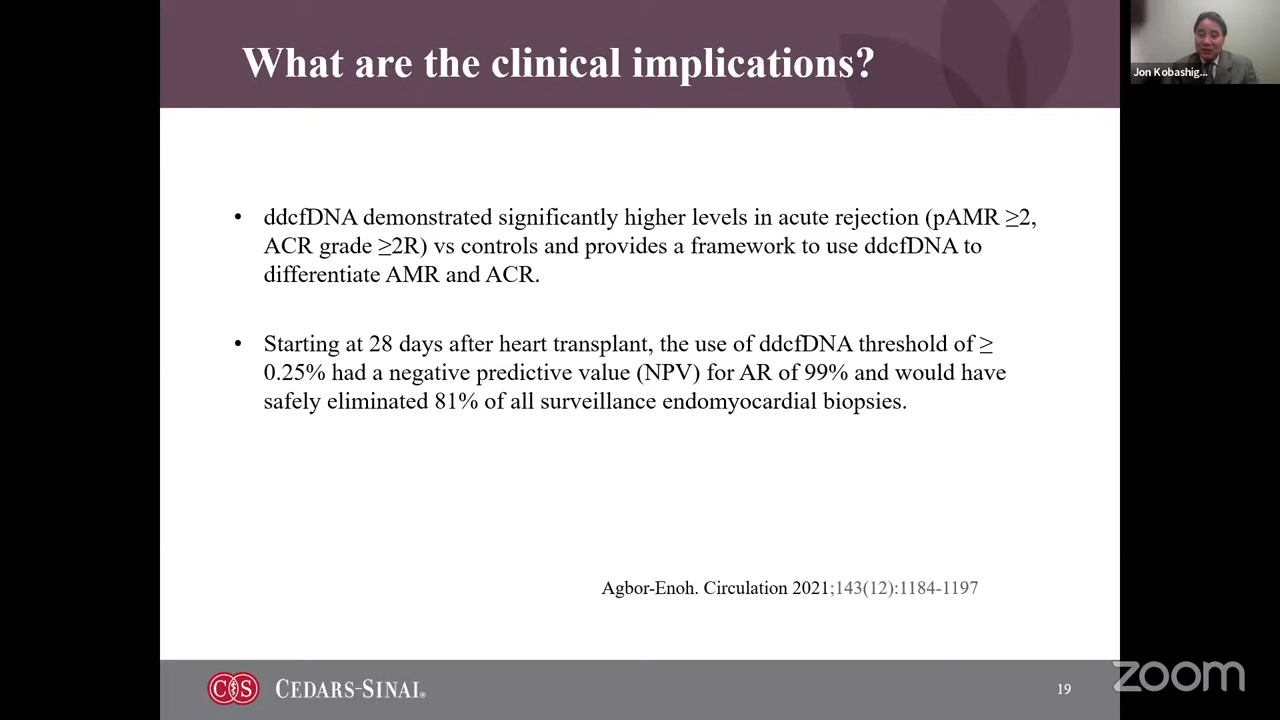 What are the clinical implications?
Jon Kobashig...
• ddcfDNA demonstrated significantly higher levels in acute rejection (pAMR ≥2,
ACR grade ≥2R) vs controls and provides a framework to use ddcfDNA to
differentiate AMR and ACR.
• Starting at 28 days after heart transplant, the use of ddcfDNA threshold of ≥
0.25% had a negative predictive value (NPV) for AR of 99% and would have
safely eliminated 81% of all surveillance endomyocardial biopsies.
Agbor-Enoh. Circulation 2021;143(12):1184-1197
CS CEDARS-SINAI®
19
zoom